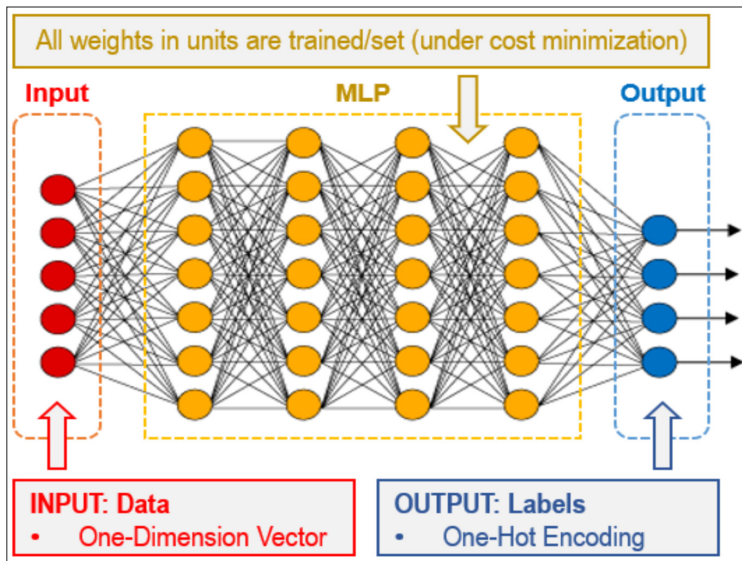 All weights in units are trained/set (under cost minimization)
Input
MLP
Output
INPUT: Data
• One-Dimension Vector
OUTPUT: Labels
• One-Hot Encoding